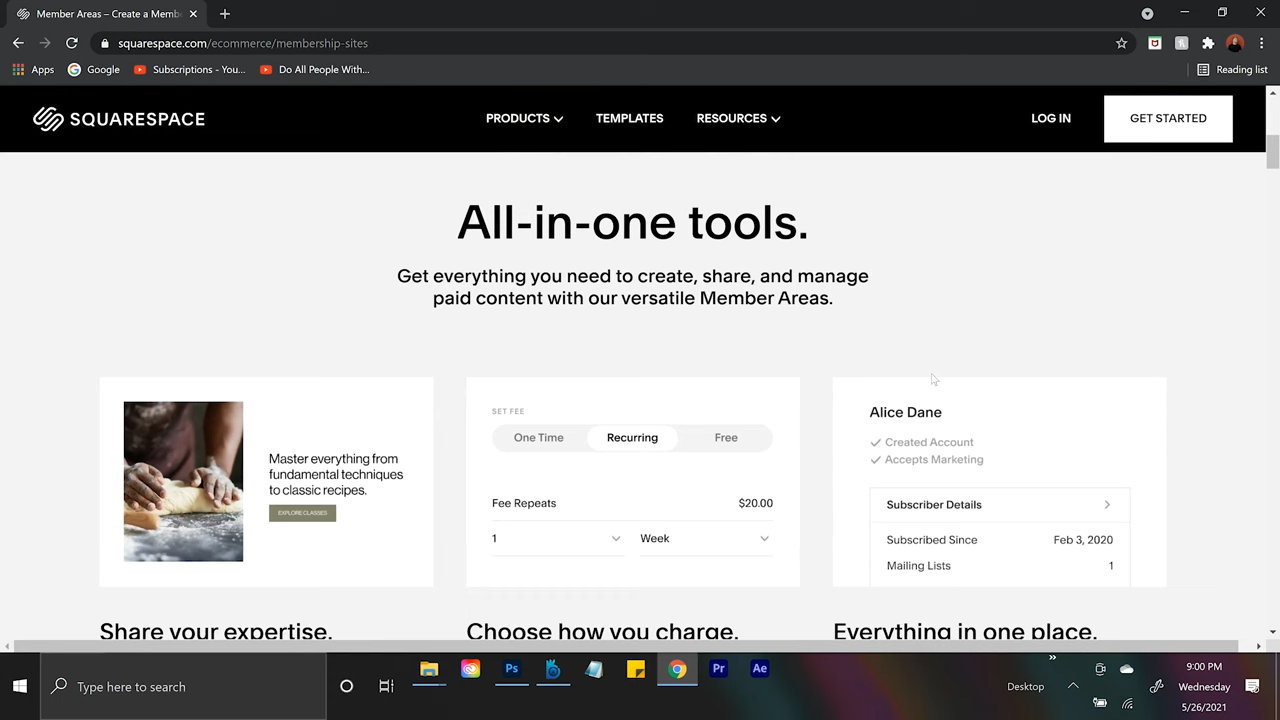 Member Areas – Create a Memb
squarespace.com/ecommerce/membership-sites
Apps
Google
Subscriptions - You...
Do All People With...
Reading list
SQUARESPACE
PRODUCTS
TEMPLATES
RESOURCES
LOG IN
GET STARTED
All-in-one tools.
Get everything you need to create, share, and manage
paid content with our versatile Member Areas.
Master everything from
fundamental techniques
to classic recipes.
EXPLORE CLASSES
SET FEE
One Time
Recurring
Free
Fee Repeats
$20.00
1
Week
Alice Dane
Created Account
Accepts Marketing
Subscriber Details
Subscribed Since
Feb 3, 2020
Mailing Lists
1
Share your expertise.
Choose how you charge.
Everything in one place.
Type here to search
Ps
Pr
Ae
Desktop
9:00 PM
Wednesday
5/26/2021